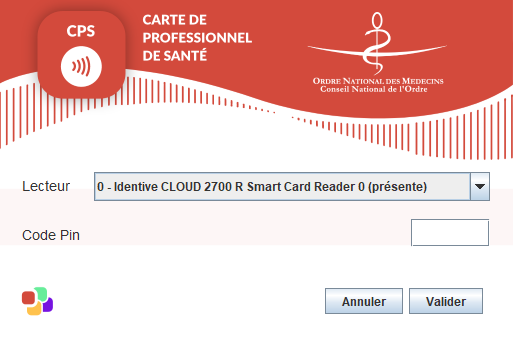 CPS
CARTE DE
PROFESSIONNEL
DE SANTÉ
ORDRE NATIONAL DES MEDECINS
Conseil National de l'Ordre
Lecteur
0 - Identive CLOUD 2700 R Smart Card Reader 0 (présente)
Code Pin
Annuler
Valider